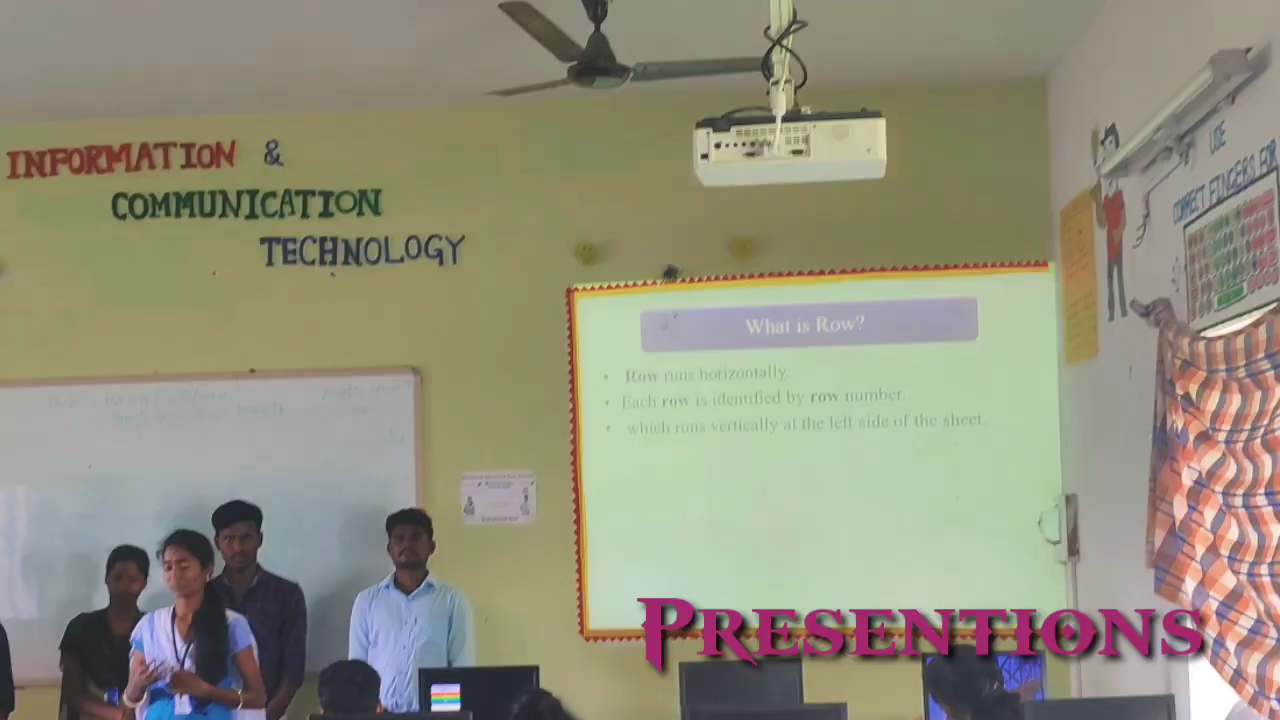 INFORMATION &
COMMUNICATION
TECHNOLOGY
USE
CORRECT FINGERS FOR
What is Row?
• Row runs horizontally.
• Each row is identified by row number.
• which runs vertically at the left side of the sheet.
PRESENTIONS